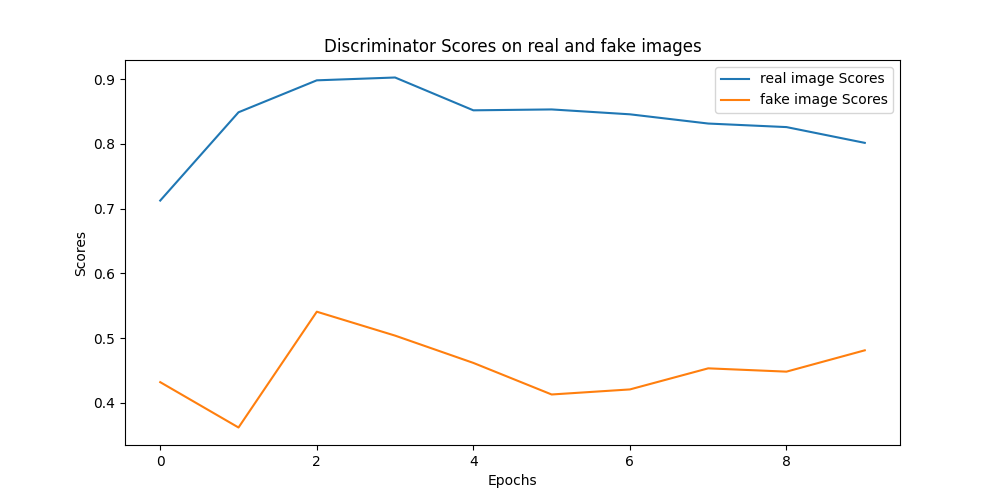 Discriminator Scores on real and fake images
real image Scores
fake image Scores
0.9
0.8
0.7
0.6
0.5
0.4
Scores
0 2 4 6 8
Epochs